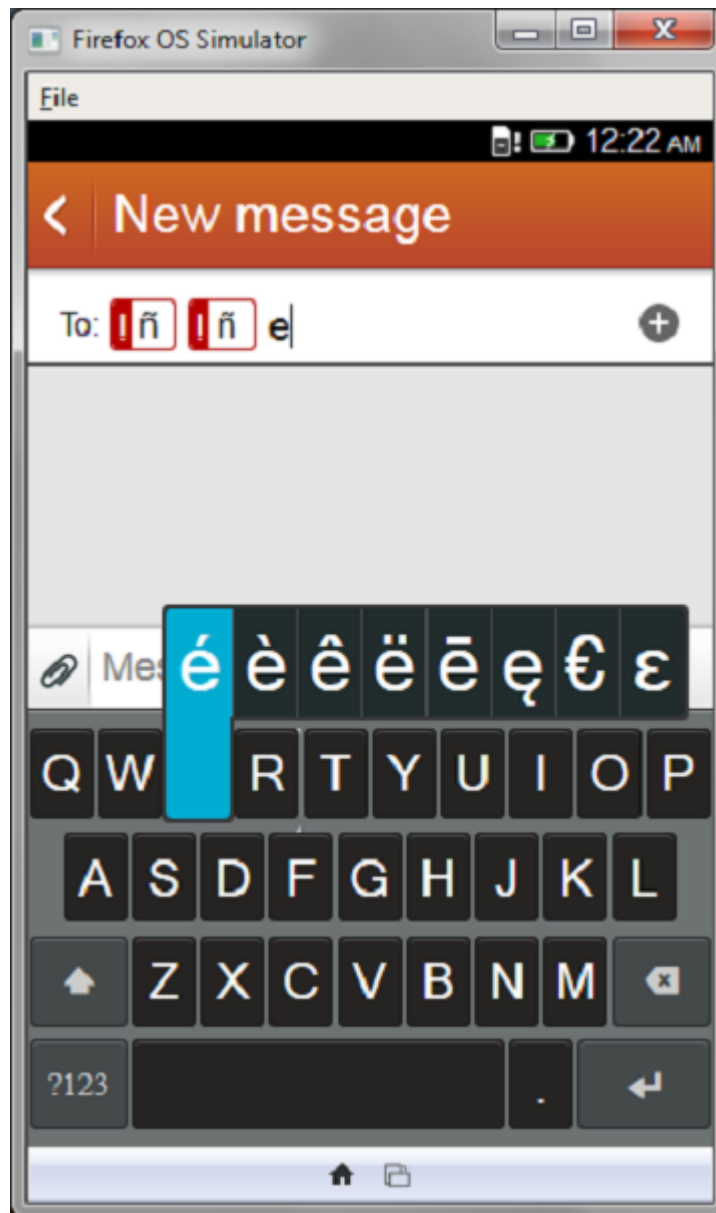 Firefox OS Simulator
File
12:22 AM
New message
To: ! ñ ! ñ e
Mes
é è ê ë ē ę € ε
Q W R T Y U I O P
A S D F G H J K L
Z X C V B N M
?123 .